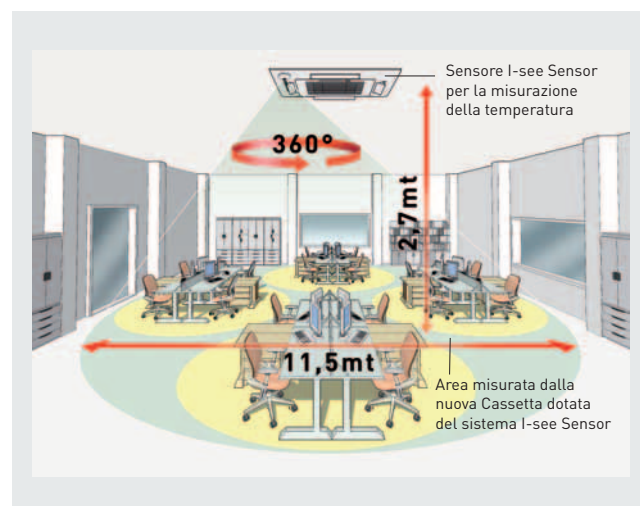 Sensore I-see Sensor
per la misurazione
della temperatura
360°
2,7mt
11,5mt
Area misurata dalla
nuova Cassetta dotata
del sistema I-see Sensor